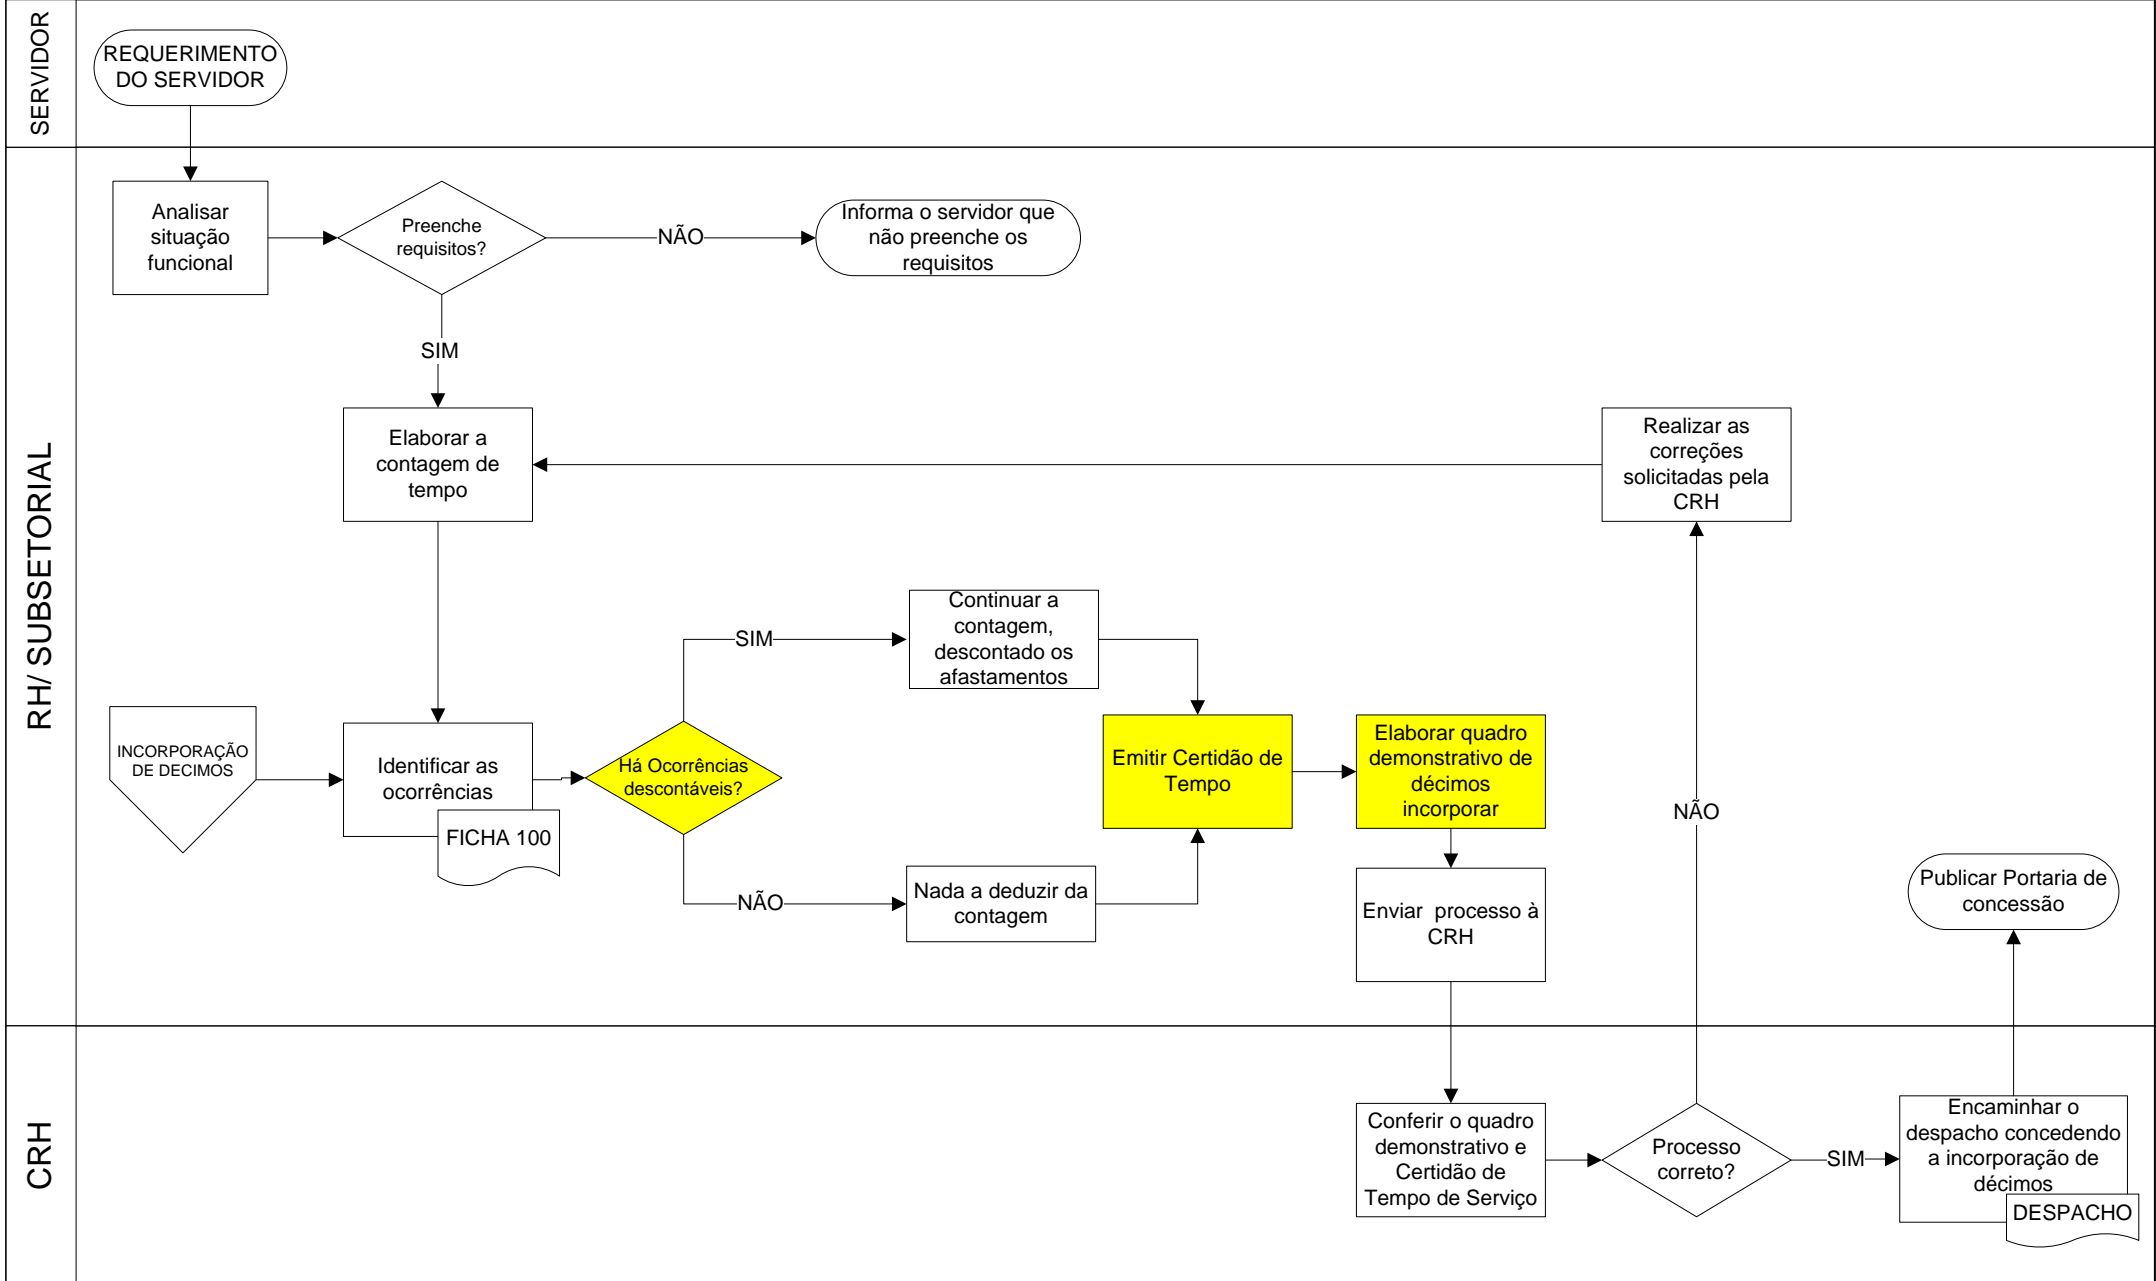 SERVIDOR
REQUERIMENTO
DO SERVIDOR
RH/ SUBSETORIAL
Analisar
situação
funcional
Preenche
requisitos?
NÃO
Informa o servidor que
não preenche os
requisitos
SIM
Elaborar a
contagem de
tempo
Realizar as
correções
solicitadas pela
CRH
INCORPORAÇÃO
DE DECIMOS
Identificar as
ocorrências
FICHA 100
Há Ocorrências
descontáveis?
SIM
Continuar a
contagem,
descontado os
afastamentos
NÃO
Nada a deduzir da
contagem
Emitir Certidão de
Tempo
Elaborar quadro
demonstrativo de
décimos
incorporar
Enviar  processo à
CRH
NÃO
Publicar Portaria de
concessão
CRH
Conferir o quadro
demonstrativo e
Certidão de
Tempo de Serviço
Processo
correto?
SIM
Encaminhar o
despacho concedendo
a incorporação de
décimos
DESPACHO